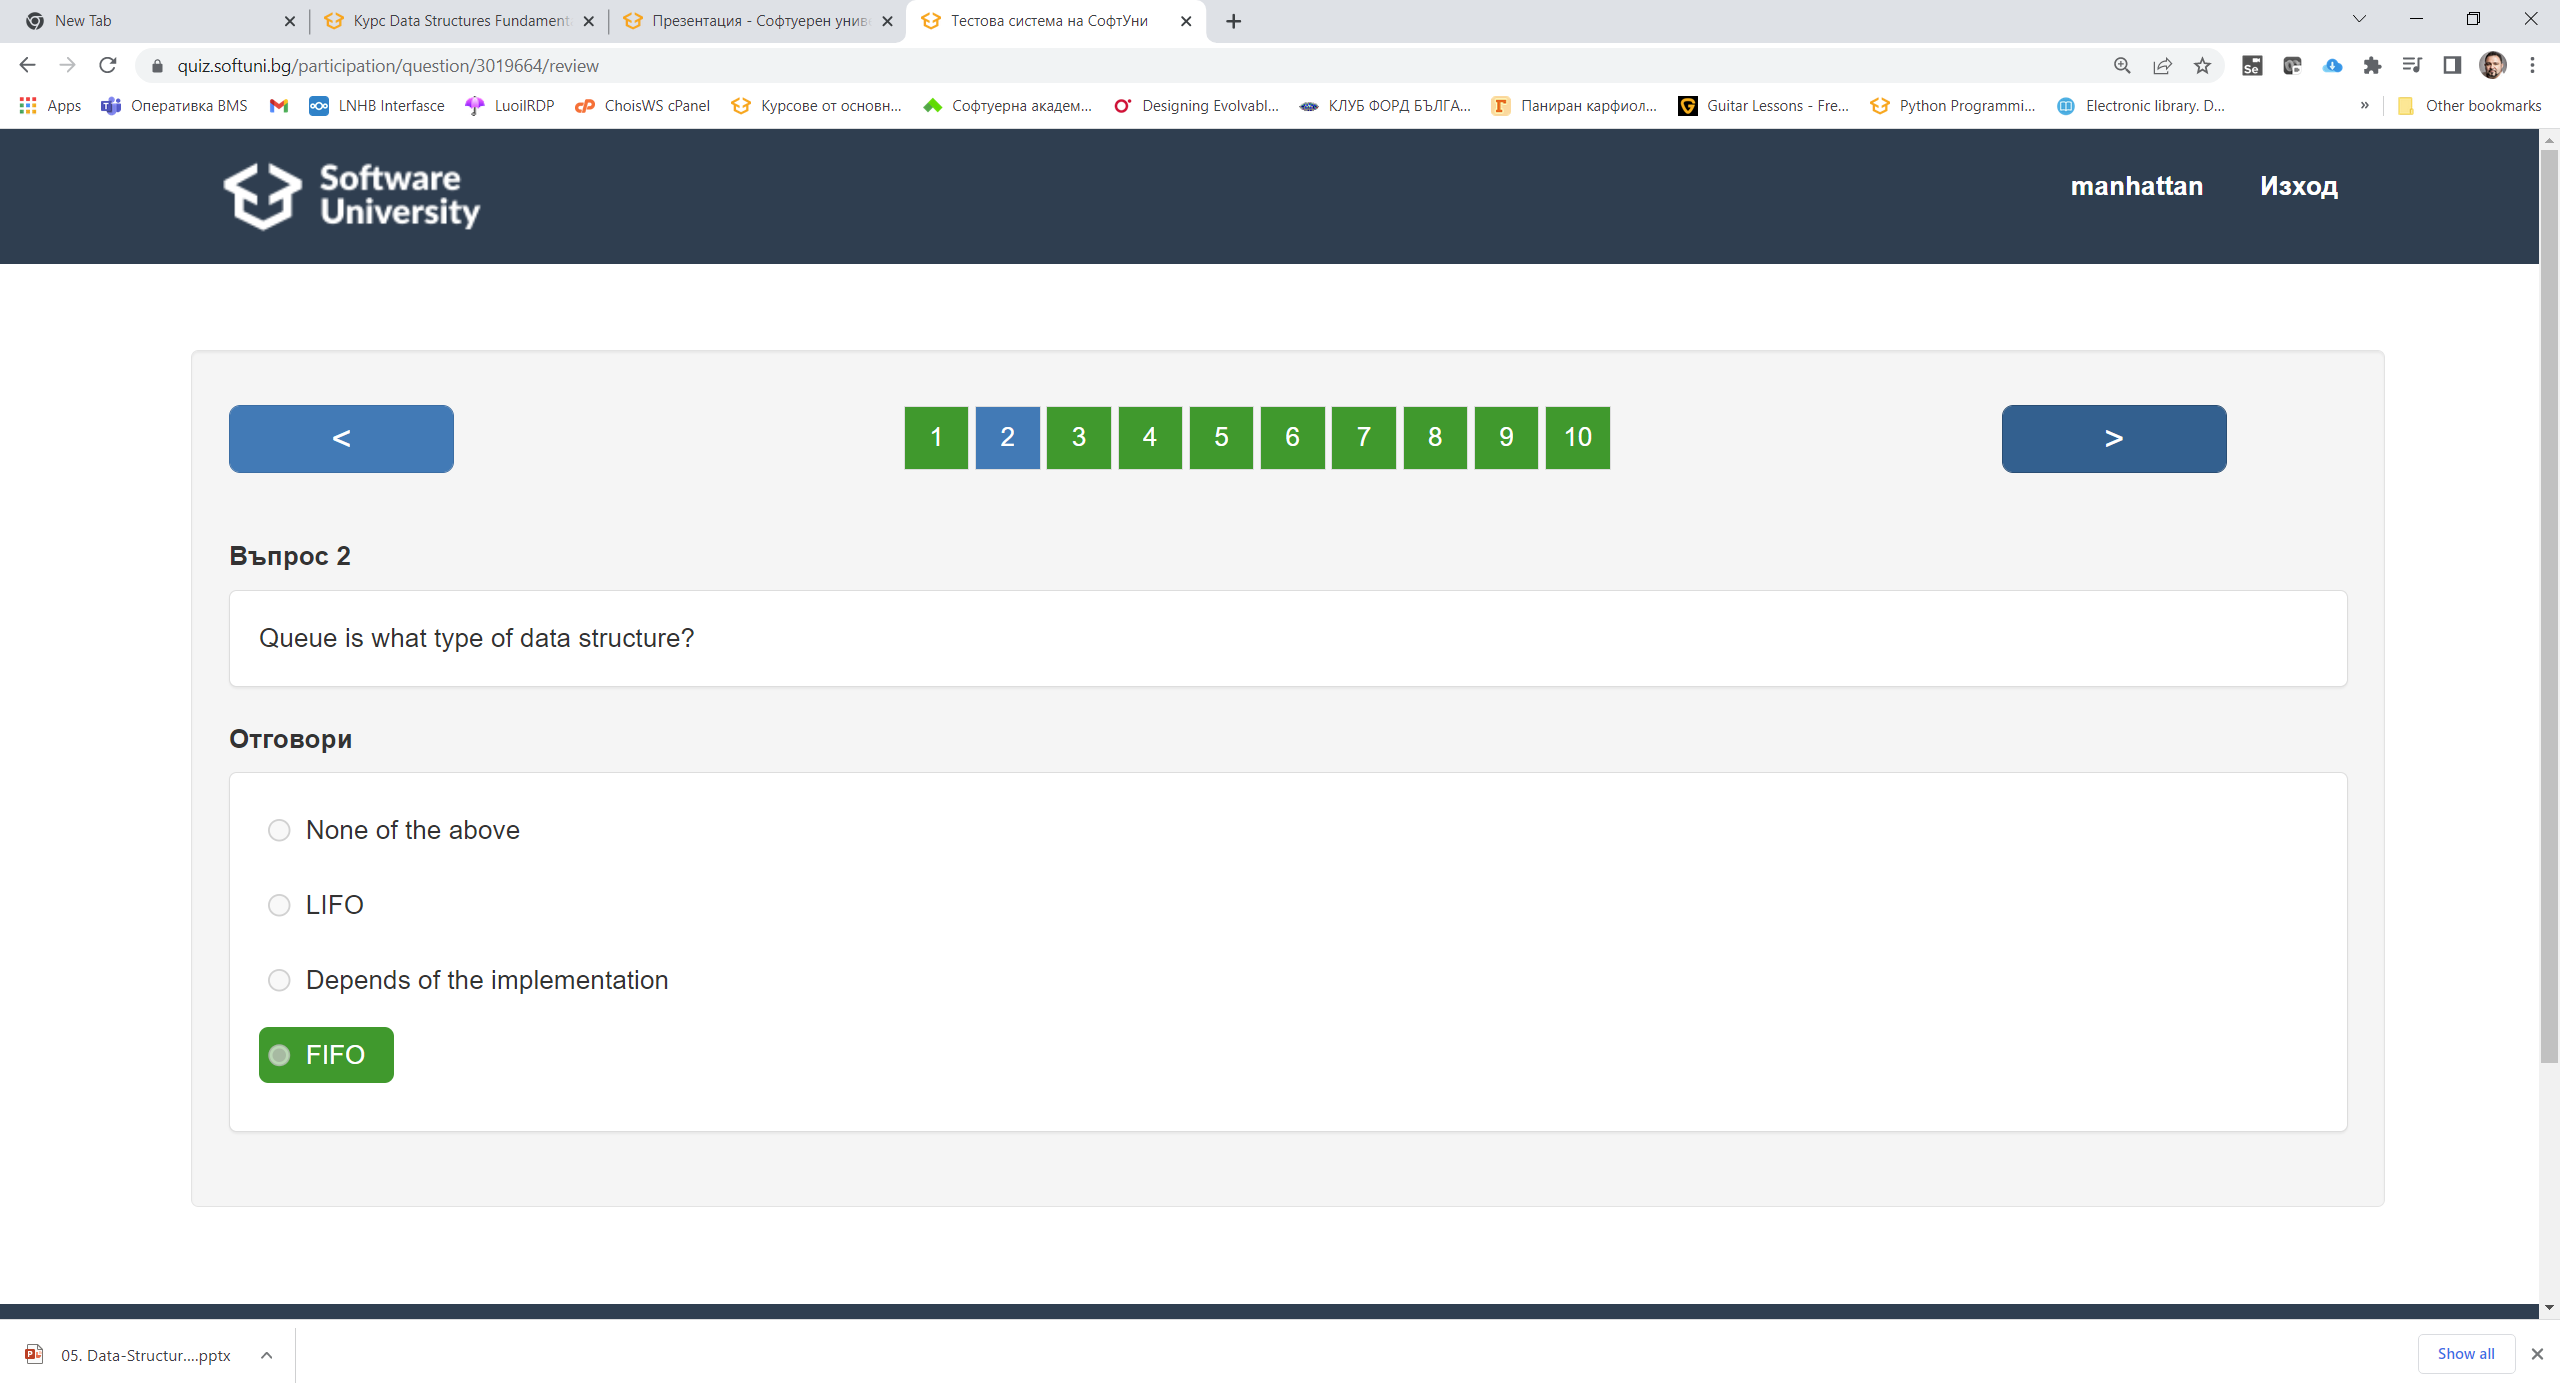 New Tab
Курс Data Structures Fundament
Презентация - Софтуерен униве
Тестова система на СофтУни
quiz.softuni.bg/participation/question/3019664/review
Apps
Оперативка BMS
LNHB Interfasce
LuoilRDP
ChoisWS cPanel
Курсове от основн...
Софтуерна академ...
Designing Evolvabl...
КЛУБ ФОРД БЪЛГА...
Паниран карфиол...
Guitar Lessons - Fre...
Python Programmi...
Electronic library. D...
»
Other bookmarks
Software
University
manhattan
Изход
<
1 2 3 4 5 6 7 8 9 10
>
Въпрос 2
Queue is what type of data structure?
Отговори
None of the above
LIFO
Depends of the implementation
FIFO
05. Data-Structur....pptx
Show all